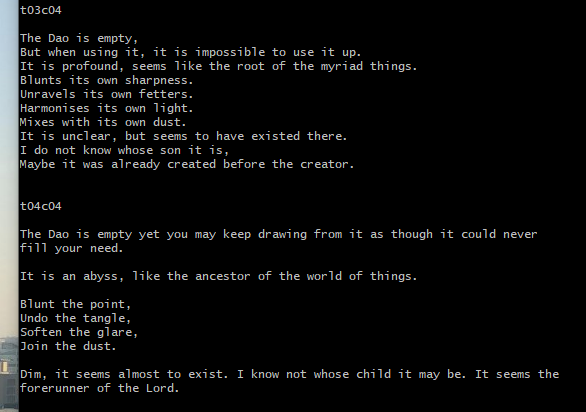 t03c04
The Dao is empty,
But when using it, it is impossible to use it up.
It is profound, seems like the root of the myriad things.
Blunts its own sharpness.
Unravels its own fetters.
Harmonises its own light.
Mixes with its own dust.
It is unclear, but seems to have existed there.
I do not know whose son it is,
Maybe it was already created before the creator.
t04c04
The Dao is empty yet you may keep drawing from it as though it could never
fill your need.
It is an abyss, like the ancestor of the world of things.
Blunt the point,
Undo the tangle,
Soften the glare,
Join the dust.
Dim, it seems almost to exist. I know not whose child it may be. It seems the
forerunner of the Lord.